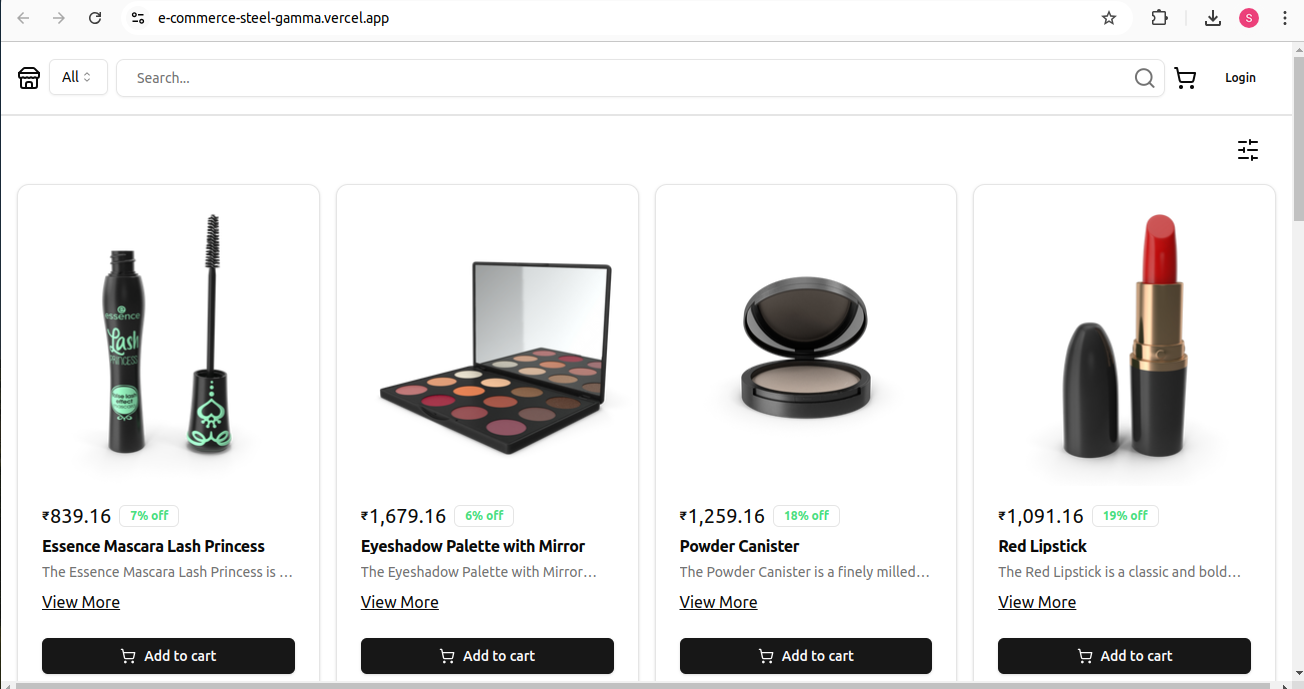 e-commerce-steel-gamma.vercel.app
S
All
Search...
Login
essence
Lash
PRINCESS
false lash
effect
₹839.16 7% off
Essence Mascara Lash Princess
The Essence Mascara Lash Princess is …
View More
Add to cart
₹1,679.16 6% off
Eyeshadow Palette with Mirror
The Eyeshadow Palette with Mirror…
View More
Add to cart
₹1,259.16 18% off
Powder Canister
The Powder Canister is a finely milled…
View More
Add to cart
₹1,091.16 19% off
Red Lipstick
The Red Lipstick is a classic and bold…
View More
Add to cart